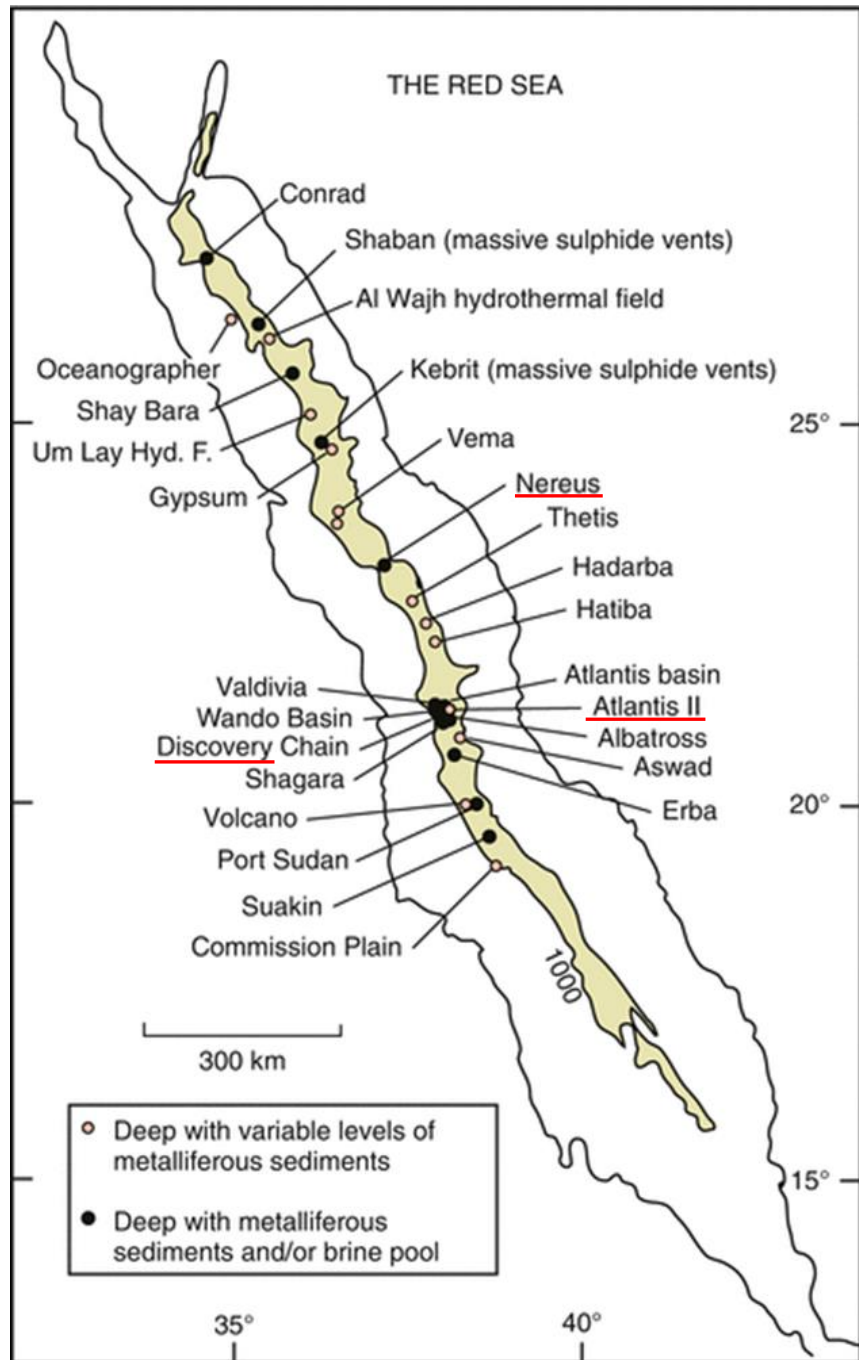 THE RED SEA
Conrad
Shaban (massive sulphide vents)
Al Wajh hydrothermal field
Oceanographer
Kebrit (massive sulphide vents)
Shay Bara
25°
Vema
Um Lay Hyd. F.
Nereus
Gypsum
Thetis
Hadarba
Hatiba
Atlantis basin
Valdivia
Atlantis II
Wando Basin
Albatross
Discovery Chain
Aswad
Shagara
20°
Erba
Volcano
Port Sudan
Suakin
Commission Plain
1000
300 km
Deep with variable levels of
metalliferous sediments
15°
Deep with metalliferous
sediments and/or brine pool
35°
40°